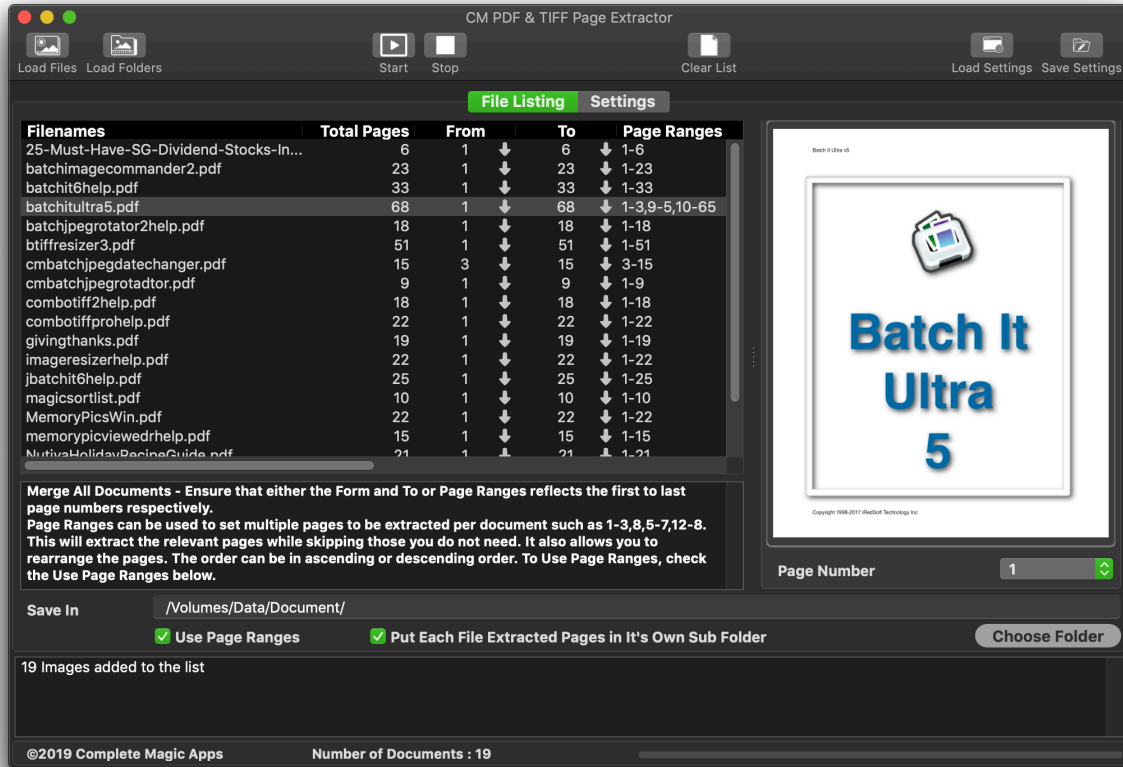 CM PDF & TIFF Page Extractor
Load Files Load Folders Start Stop Clear List Load Settings Save Settings
File Listing Settings
Filenames Total Pages From To Page Ranges
25-Must-Have-SG-Dividend-Stocks-In... 6 1 6 1-6
batchimagecommander2.pdf 23 1 23 1-23
batchit6help.pdf 33 1 33 1-33
batchitultra5.pdf 68 1 68 1-3,9-5,10-65
batchjpegrotator2help.pdf 18 1 18 1-18
btiffresizer3.pdf 51 1 51 1-51
cmbatchjpegdatechanger.pdf 15 3 15 3-15
cmbatchjpegrotadtor.pdf 9 1 9 1-9
combotiff2help.pdf 18 1 18 1-18
combotiffprohelp.pdf 22 1 22 1-22
givingthanks.pdf 19 1 19 1-19
imageresizerhelp.pdf 22 1 22 1-22
jbatchit6help.pdf 25 1 25 1-25
magicsortlist.pdf 10 1 10 1-10
MemoryPicsWin.pdf 22 1 22 1-22
memorypicviewedrhelp.pdf 15 1 15 1-15
NutivaHolidayRecipeGuide.pdf 21 1 21 1-21
Merge All Documents - Ensure that either the Form and To or Page Ranges reflects the first to last
page numbers respectively.
Page Ranges can be used to set multiple pages to be extracted per document such as 1-3,8,5-7,12-8.
This will extract the relevant pages while skipping those you do not need. It also allows you to
rearrange the pages. The order can be in ascending or descending order. To Use Page Ranges, check
the Use Page Ranges below.
Batch It Ultra v5
Batch It
Ultra
5
Copyright 1998-2017 iRedSoft Technology Inc
Page Number 1
Save In /Volumes/Data/Document/
Use Page Ranges Put Each File Extracted Pages in It's Own Sub Folder Choose Folder
19 Images added to the list
©2019 Complete Magic Apps Number of Documents : 19